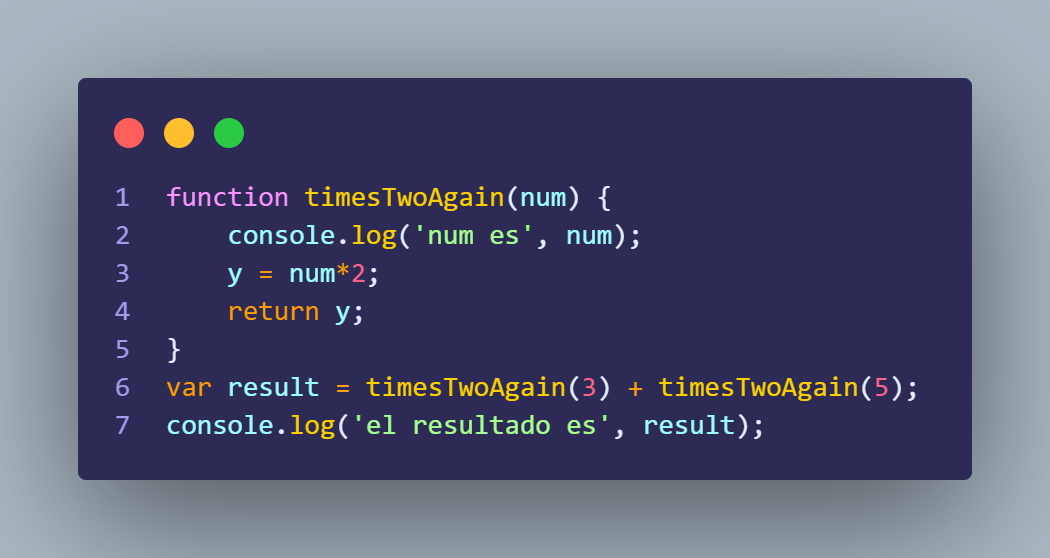 1 function timesTwoAgain(num) {
2     console.log('num es', num);
3     y = num*2;
4     return y;
5 }
6 var result = timesTwoAgain(3) + timesTwoAgain(5);
7 console.log('el resultado es', result);